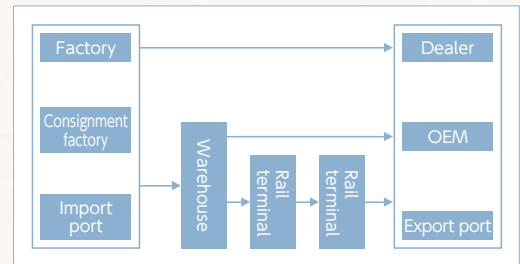 Factory
Consignment
factory
Import
port
Warehouse
Rail
terminal
Rail
terminal
Dealer
OEM
Export port